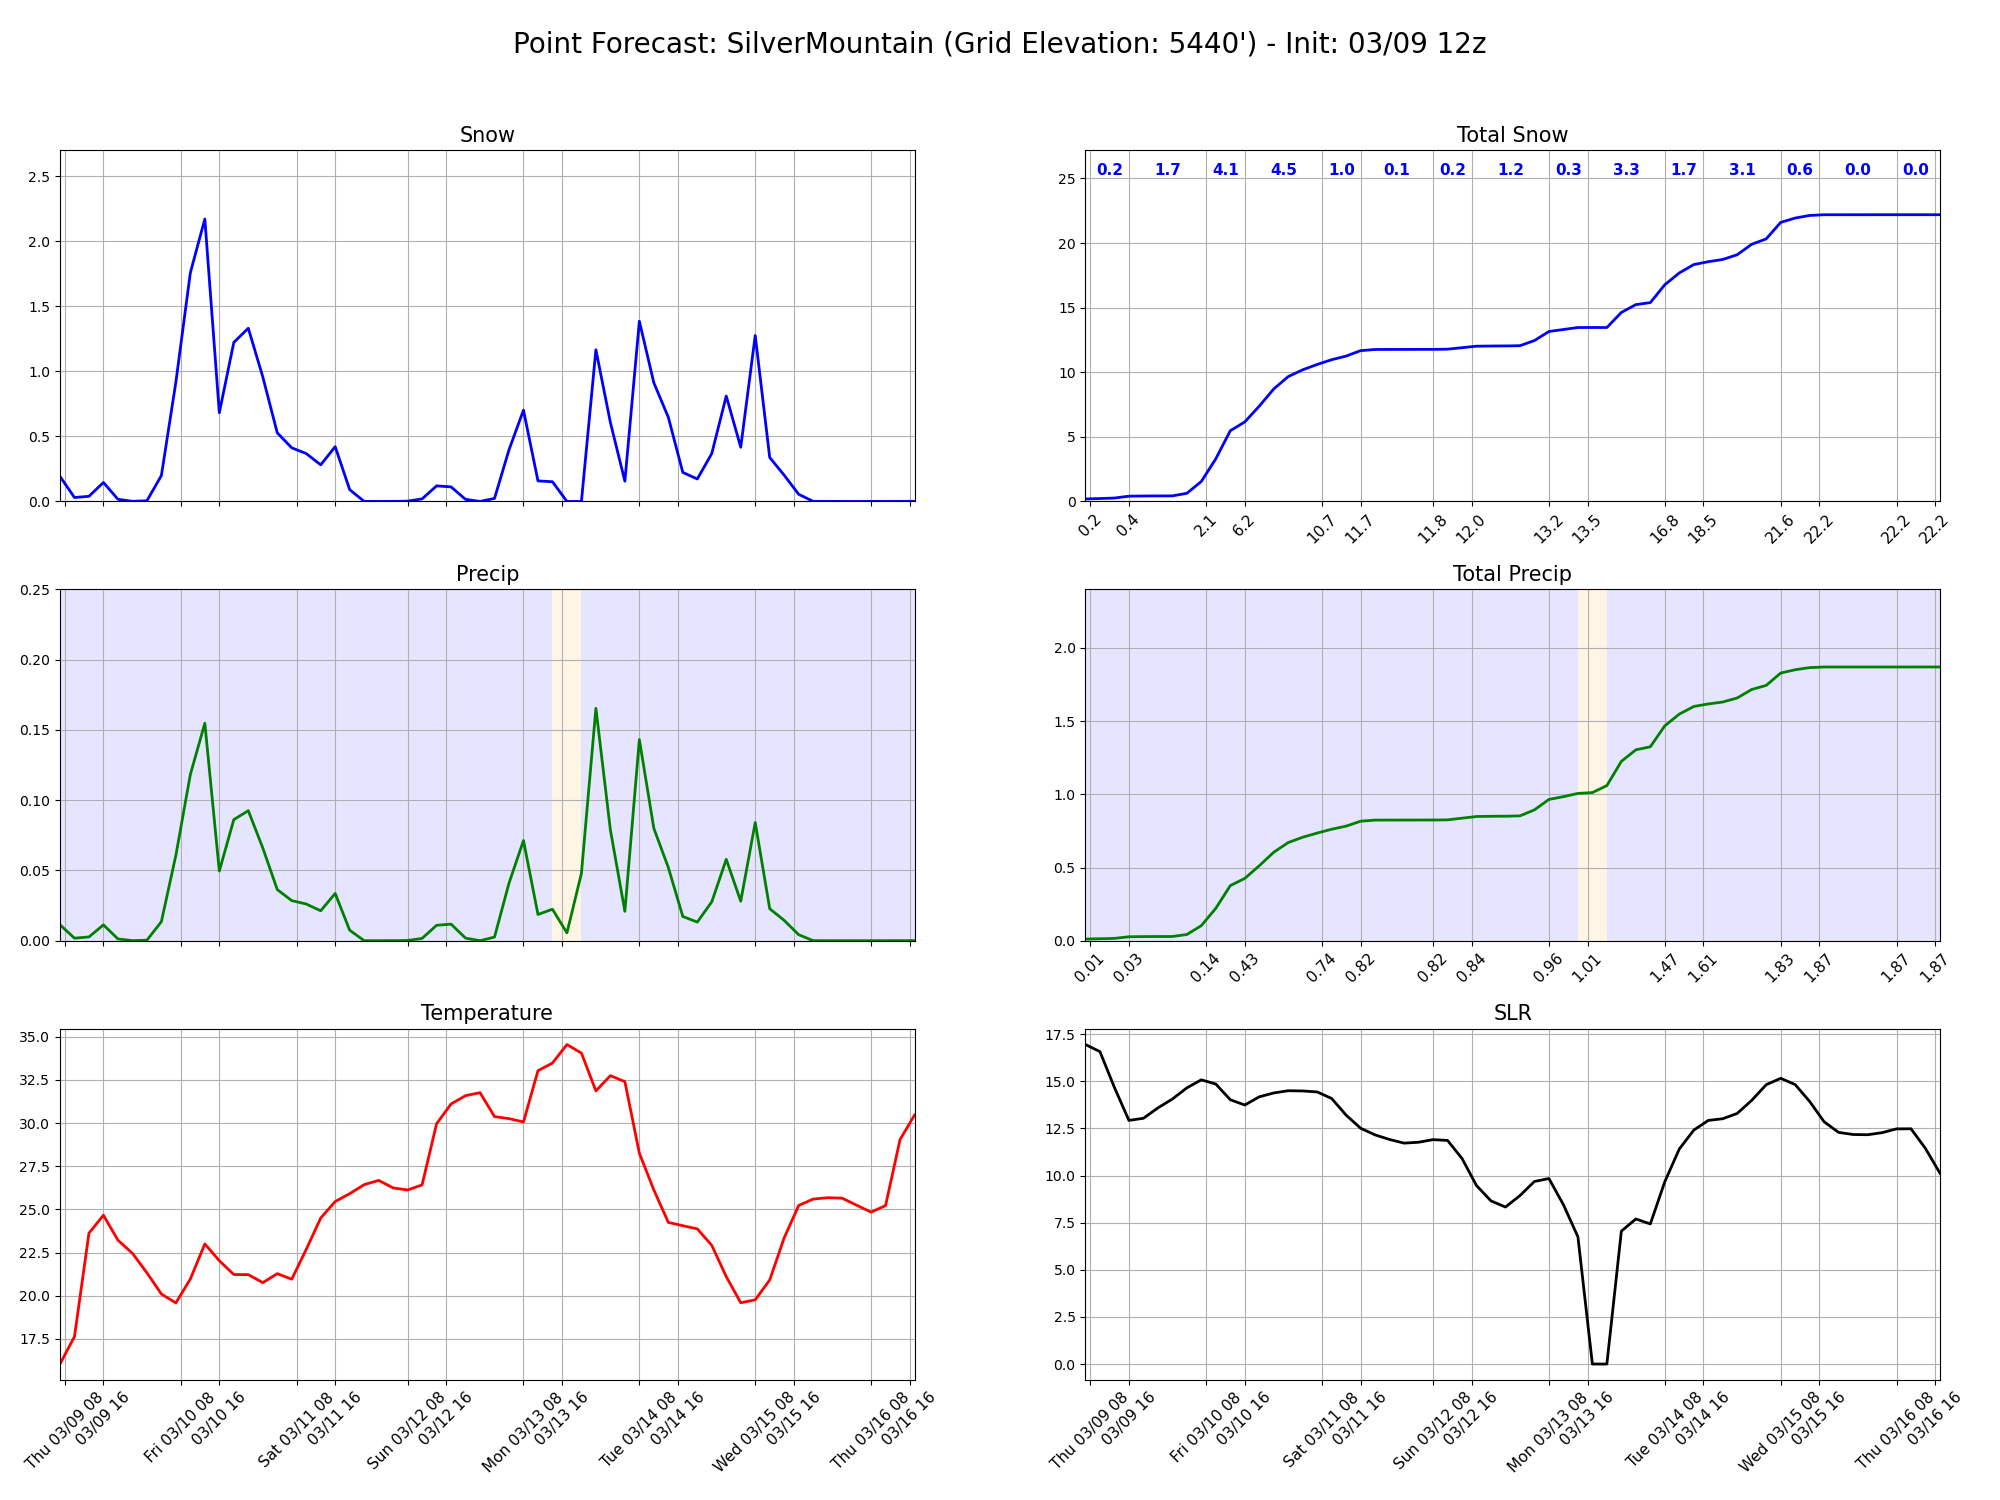 Point Forecast: SilverMountain (Grid Elevation: 5440') - Init: 03/09 12z
Snow
2.5
2.0
1.5
1.0
0.5
0.0
Total Snow
0.2 1.7 4.1 4.5 1.0 0.1 0.2 1.2 0.3 3.3 1.7 3.1 0.6 0.0 0.0
25
20
15
10
5
0
0.2 0.4 2.1 6.2 10.7 11.7 11.8 12.0 13.2 13.5 16.8 18.5 21.6 22.2 22.2 22.2
Precip
0.25
0.20
0.15
0.10
0.05
0.00
Total Precip
2.0
1.5
1.0
0.5
0.0
0.01 0.03 0.14 0.43 0.74 0.82 0.82 0.84 0.96 1.01 1.47 1.61 1.83 1.87 1.87 1.87
Temperature
35.0
32.5
30.0
27.5
25.0
22.5
20.0
17.5
Thu 03/09 08
03/09 16
Fri 03/10 08
03/10 16
Sat 03/11 08
03/11 16
Sun 03/12 08
03/12 16
Mon 03/13 08
03/13 16
Tue 03/14 08
03/14 16
Wed 03/15 08
03/15 16
Thu 03/16 08
03/16 16
SLR
17.5
15.0
12.5
10.0
7.5
5.0
2.5
0.0
Thu 03/09 08
03/09 16
Fri 03/10 08
03/10 16
Sat 03/11 08
03/11 16
Sun 03/12 08
03/12 16
Mon 03/13 08
03/13 16
Tue 03/14 08
03/14 16
Wed 03/15 08
03/15 16
Thu 03/16 08
03/16 16